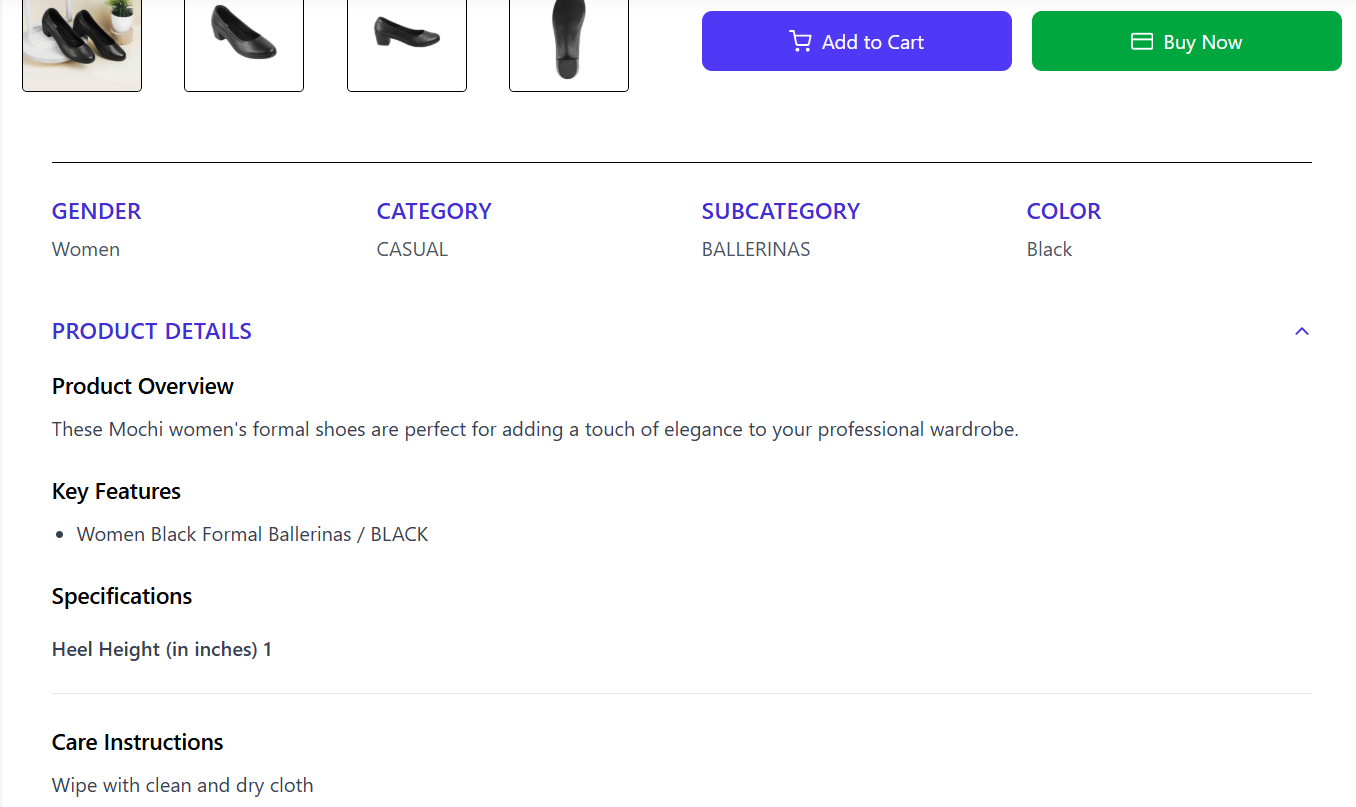 Add to Cart
Buy Now
GENDER
Women
CATEGORY
CASUAL
SUBCATEGORY
BALLERINAS
COLOR
Black
PRODUCT DETAILS
Product Overview
These Mochi women's formal shoes are perfect for adding a touch of elegance to your professional wardrobe.
Key Features
• Women Black Formal Ballerinas / BLACK
Specifications
Heel Height (in inches) 1
Care Instructions
Wipe with clean and dry cloth